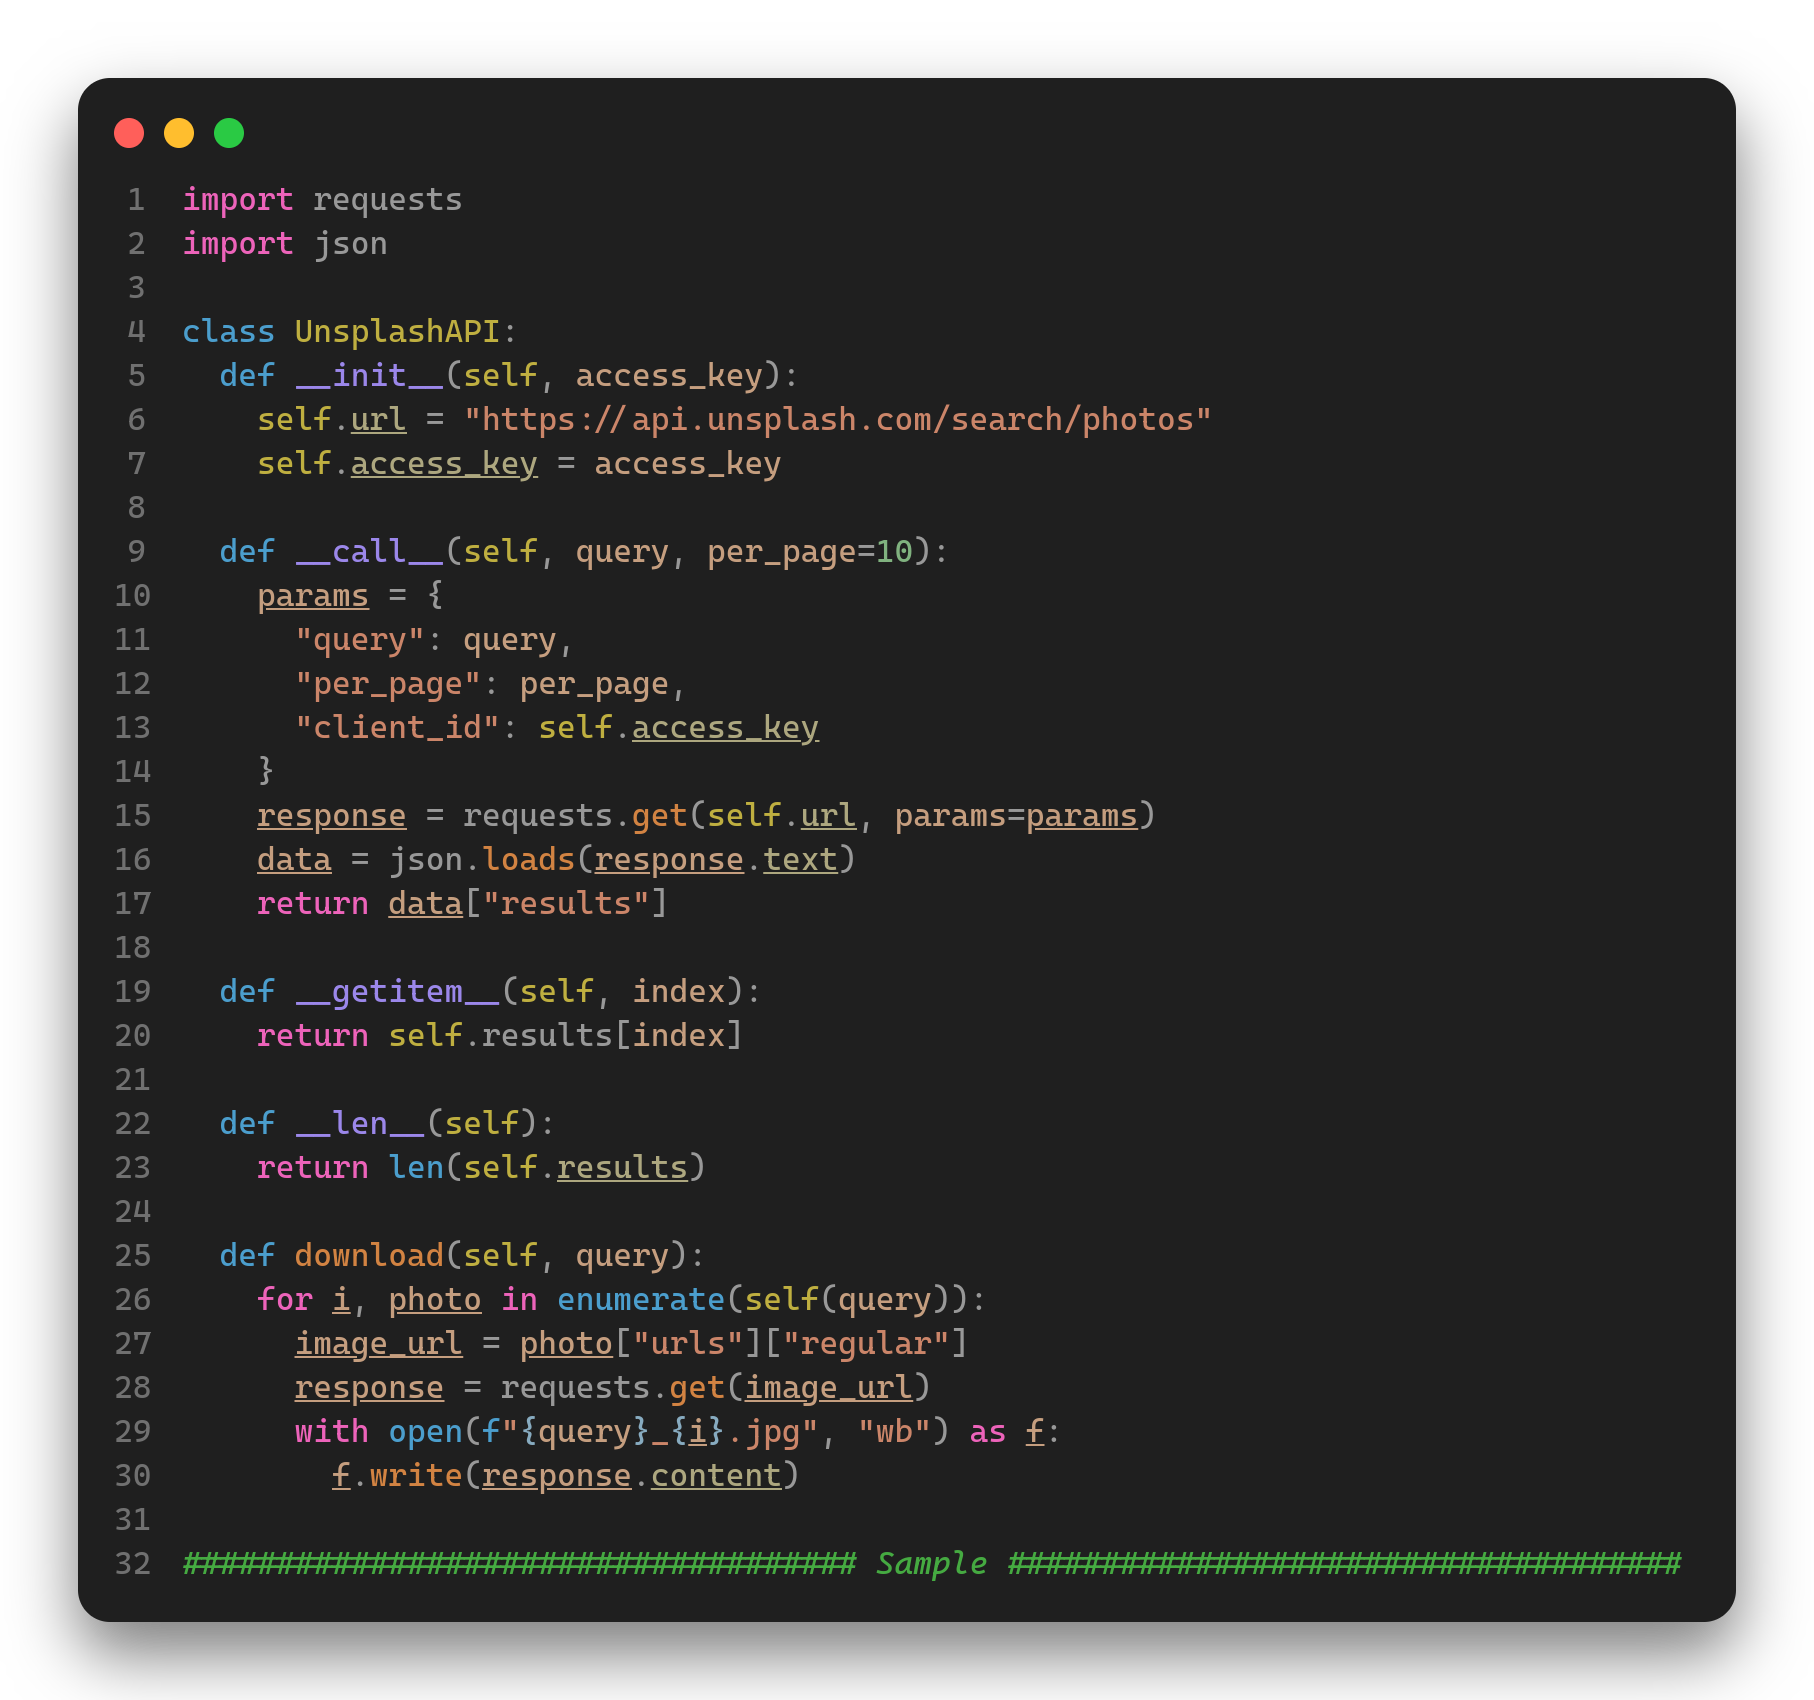 1 import requests
2 import json
3
4 class UnsplashAPI:
5   def __init__(self, access_key):
6     self.url = "https://api.unsplash.com/search/photos"
7     self.access_key = access_key
8
9   def __call__(self, query, per_page=10):
10     params = {
11       "query": query,
12       "per_page": per_page,
13       "client_id": self.access_key
14     }
15     response = requests.get(self.url, params=params)
16     data = json.loads(response.text)
17     return data["results"]
18
19   def __getitem__(self, index):
20     return self.results[index]
21
22   def __len__(self):
23     return len(self.results)
24
25   def download(self, query):
26     for i, photo in enumerate(self(query)):
27       image_url = photo["urls"]["regular"]
28       response = requests.get(image_url)
29       with open(f"{query}_{i}.jpg", "wb") as f:
30         f.write(response.content)
31
32 #################################### Sample ####################################